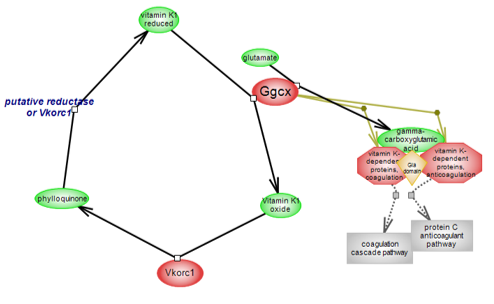 vitamin K1
reduced
glutamate
Ggcx
putative reductase
or Vkorc1
gamma-
carboxyglutamic
acid
vitamin K-
dependent
proteins,
coagulation
Gla
domain
vitamin K-
dependent
proteins,
anticoagulation
phylloquinone
Vitamin K1
oxide
Vkorc1
coagulation
cascade pathway
protein C
anticoagulant
pathway